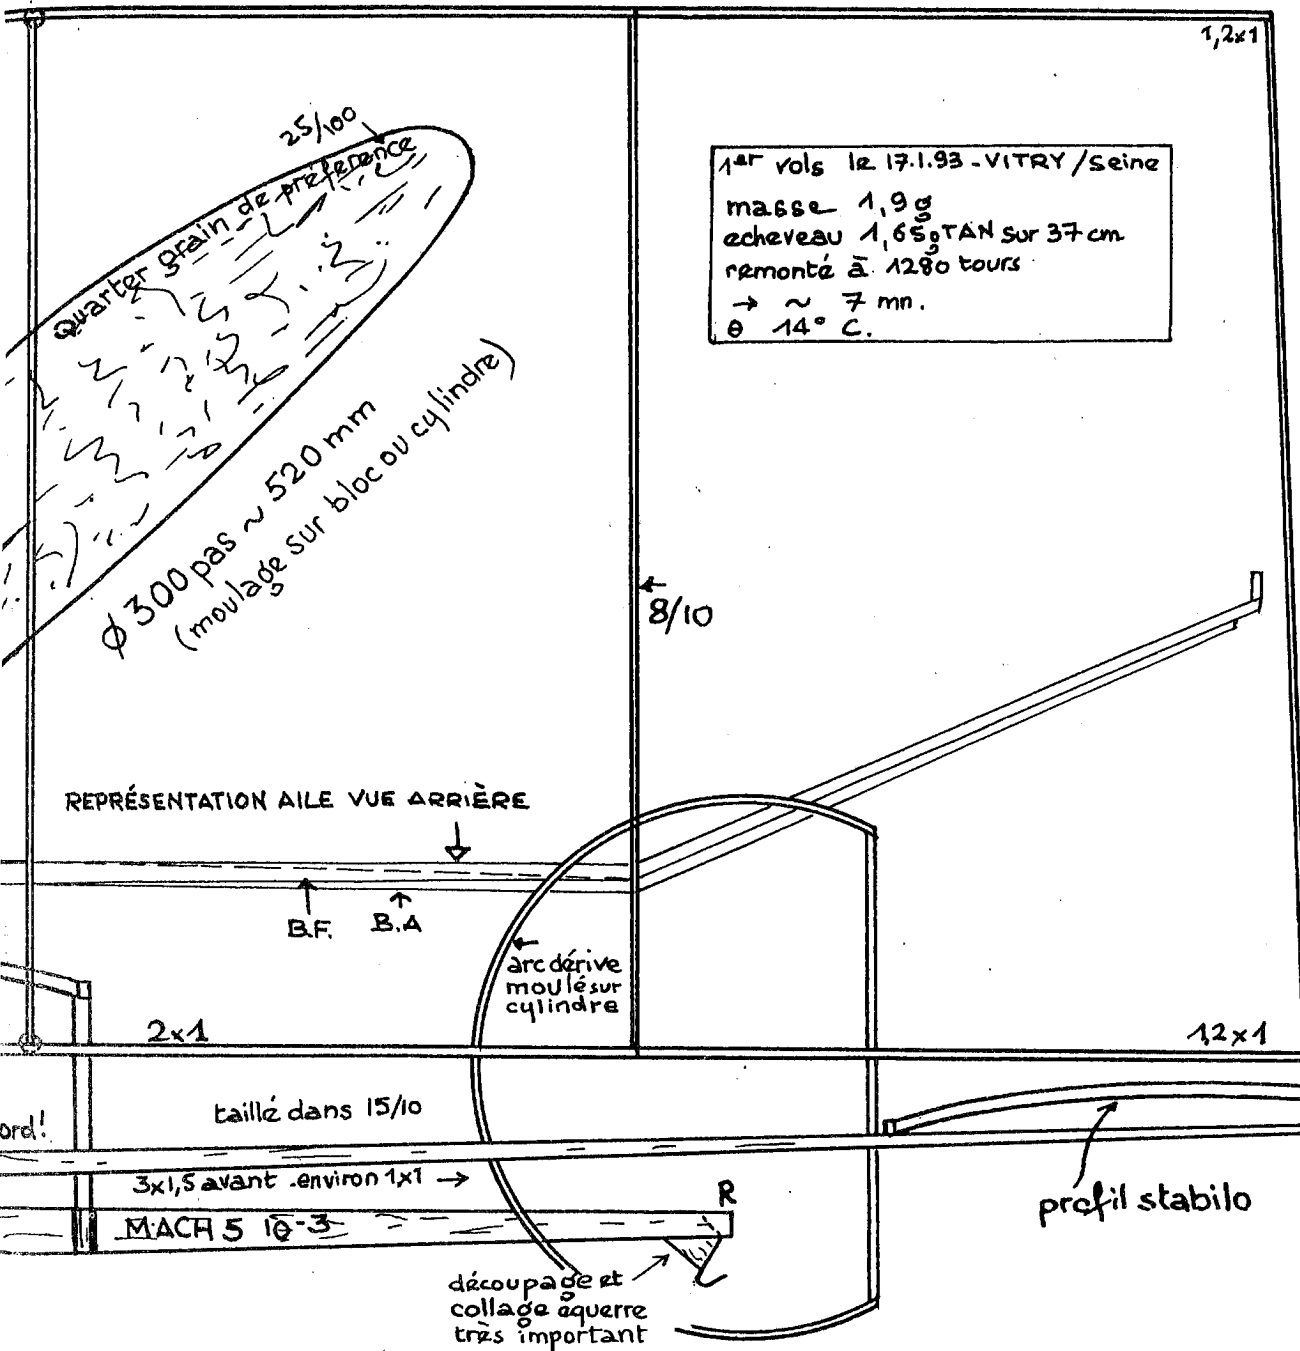 1,2x1
25/100
Quarter grain de préférence
1er vols le 17.1.93 - VITRY/Seine
masse 1,9g
echeveau 1,65g TAN sur 37cm
remonté à 1280 tours
→ ~ 7 mn.
θ 14° C.
ϕ 300 pas ~ 520 mm
(moulage sur bloc ou cylindre)
8/10
REPRÉSENTATION AILE VUE ARRIÈRE
B.F.
B.A
arc dérive
moulé sur
cylindre
2x1
1,2x1
ord!
taillé dans 15/10
3x1,5 avant environ 1x1 →
R
profil stabilo
MACH 5 10-3
découpage et
collage équerre
très important